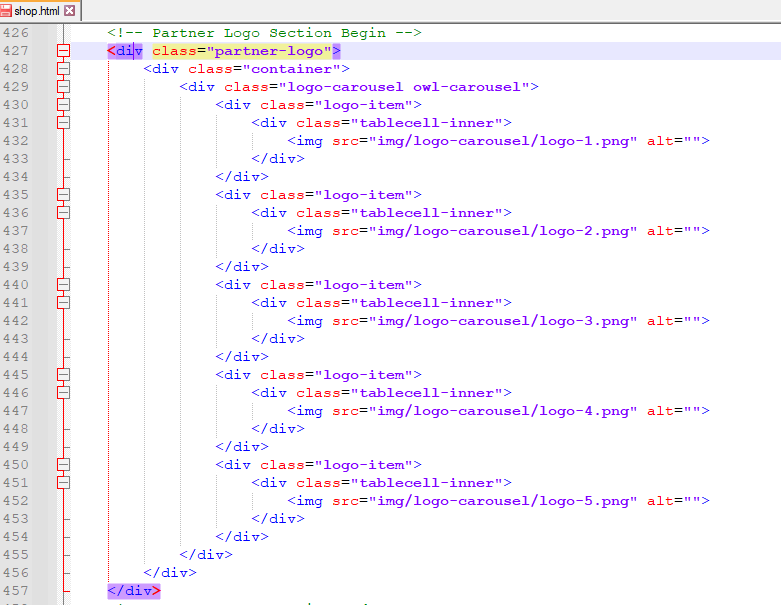 shop.html
426 <!-- Partner Logo Section Begin -->
427 <div class="partner-logo">
428 <div class="container">
429 <div class="logo-carousel owl-carousel">
430 <div class="logo-item">
431 <div class="tablecell-inner">
432 <img src="img/logo-carousel/logo-1.png" alt="">
433 </div>
434 </div>
435 <div class="logo-item">
436 <div class="tablecell-inner">
437 <img src="img/logo-carousel/logo-2.png" alt="">
438 </div>
439 </div>
440 <div class="logo-item">
441 <div class="tablecell-inner">
442 <img src="img/logo-carousel/logo-3.png" alt="">
443 </div>
444 </div>
445 <div class="logo-item">
446 <div class="tablecell-inner">
447 <img src="img/logo-carousel/logo-4.png" alt="">
448 </div>
449 </div>
450 <div class="logo-item">
451 <div class="tablecell-inner">
452 <img src="img/logo-carousel/logo-5.png" alt="">
453 </div>
454 </div>
455 </div>
456 </div>
457 </div>